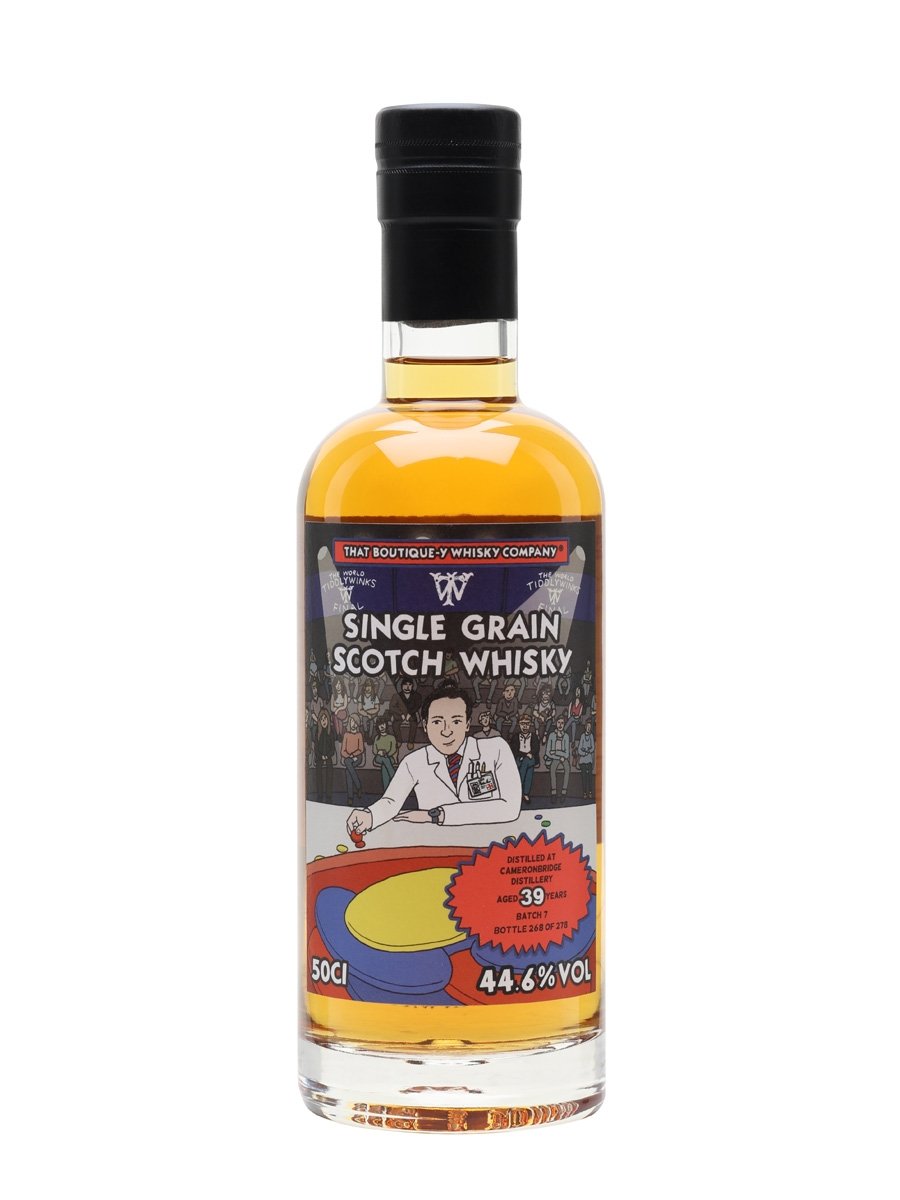 THAT BOUTIQUE-Y WHISKY COMPANY®
THE WORLD
TIDDLYWINKS
FINAL
TW
THE WORLD
TIDDLYWINKS
FINAL
SINGLE GRAIN
SCOTCH WHISKY
DISTILLED AT
CAMERONBRIDGE
DISTILLERY
AGED 39 YEARS
BATCH 7
BOTTLE 268 OF 278
50Cl
44.6%VOL